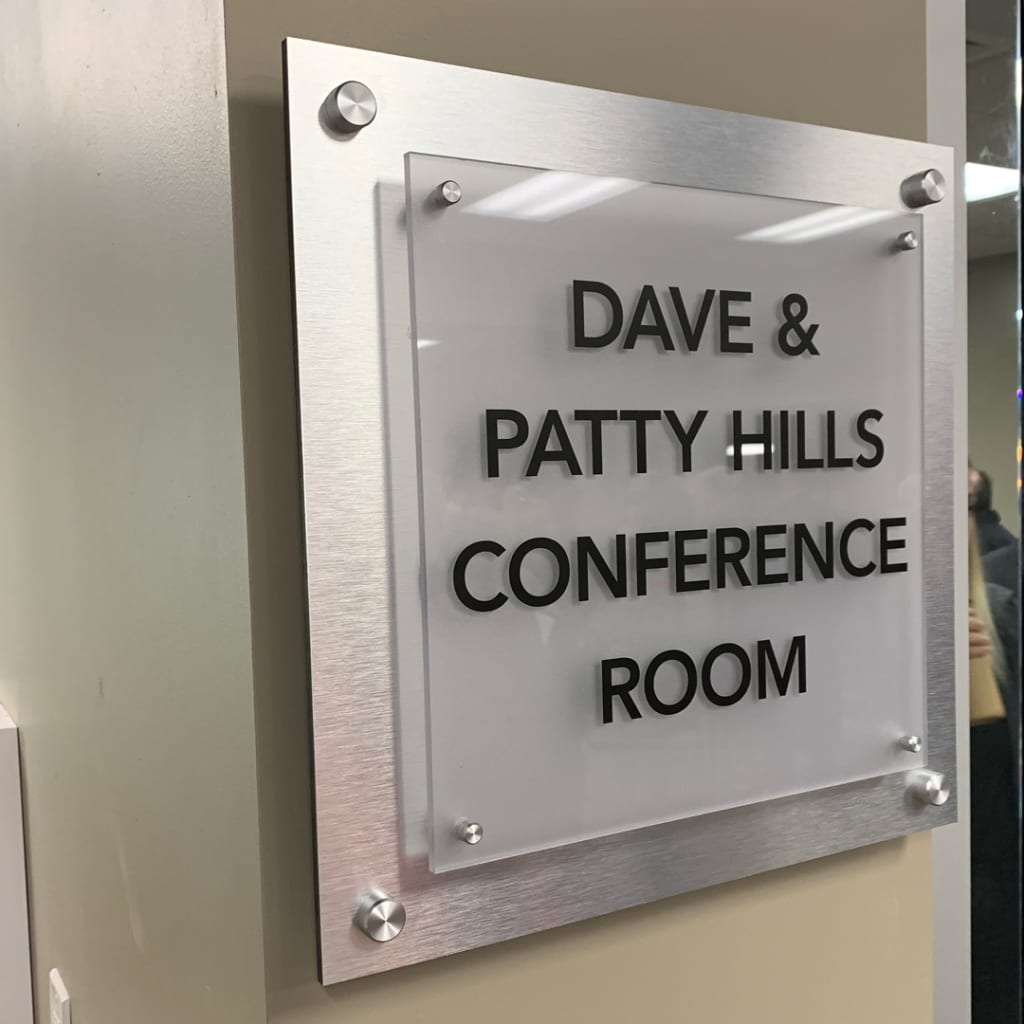 DAVE &
PATTY HILLS
CONFERENCE
ROOM